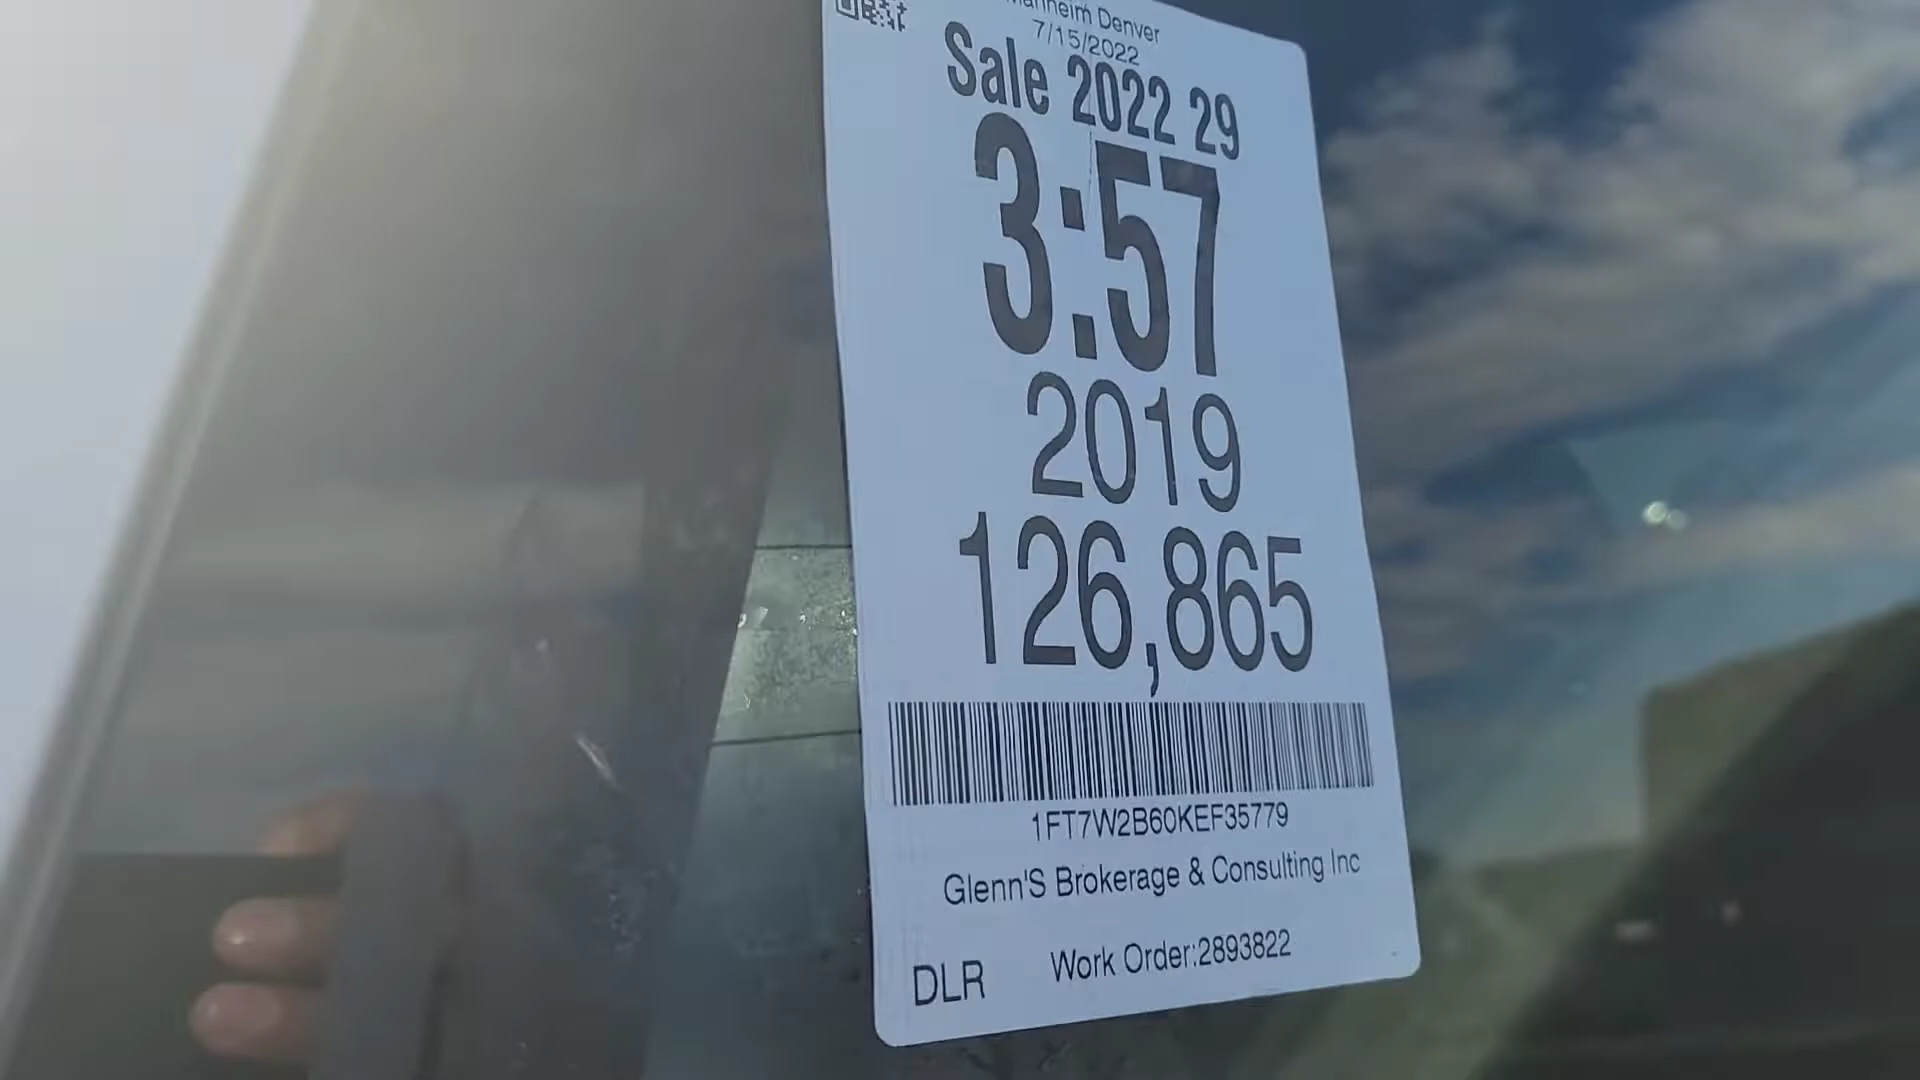 Manheim Denver
7/15/2022
Sale 2022 29
3:57
2019
126,865
1FT7W2B60KEF35779
Glenn'S Brokerage & Consulting Inc
DLR Work Order:2893822